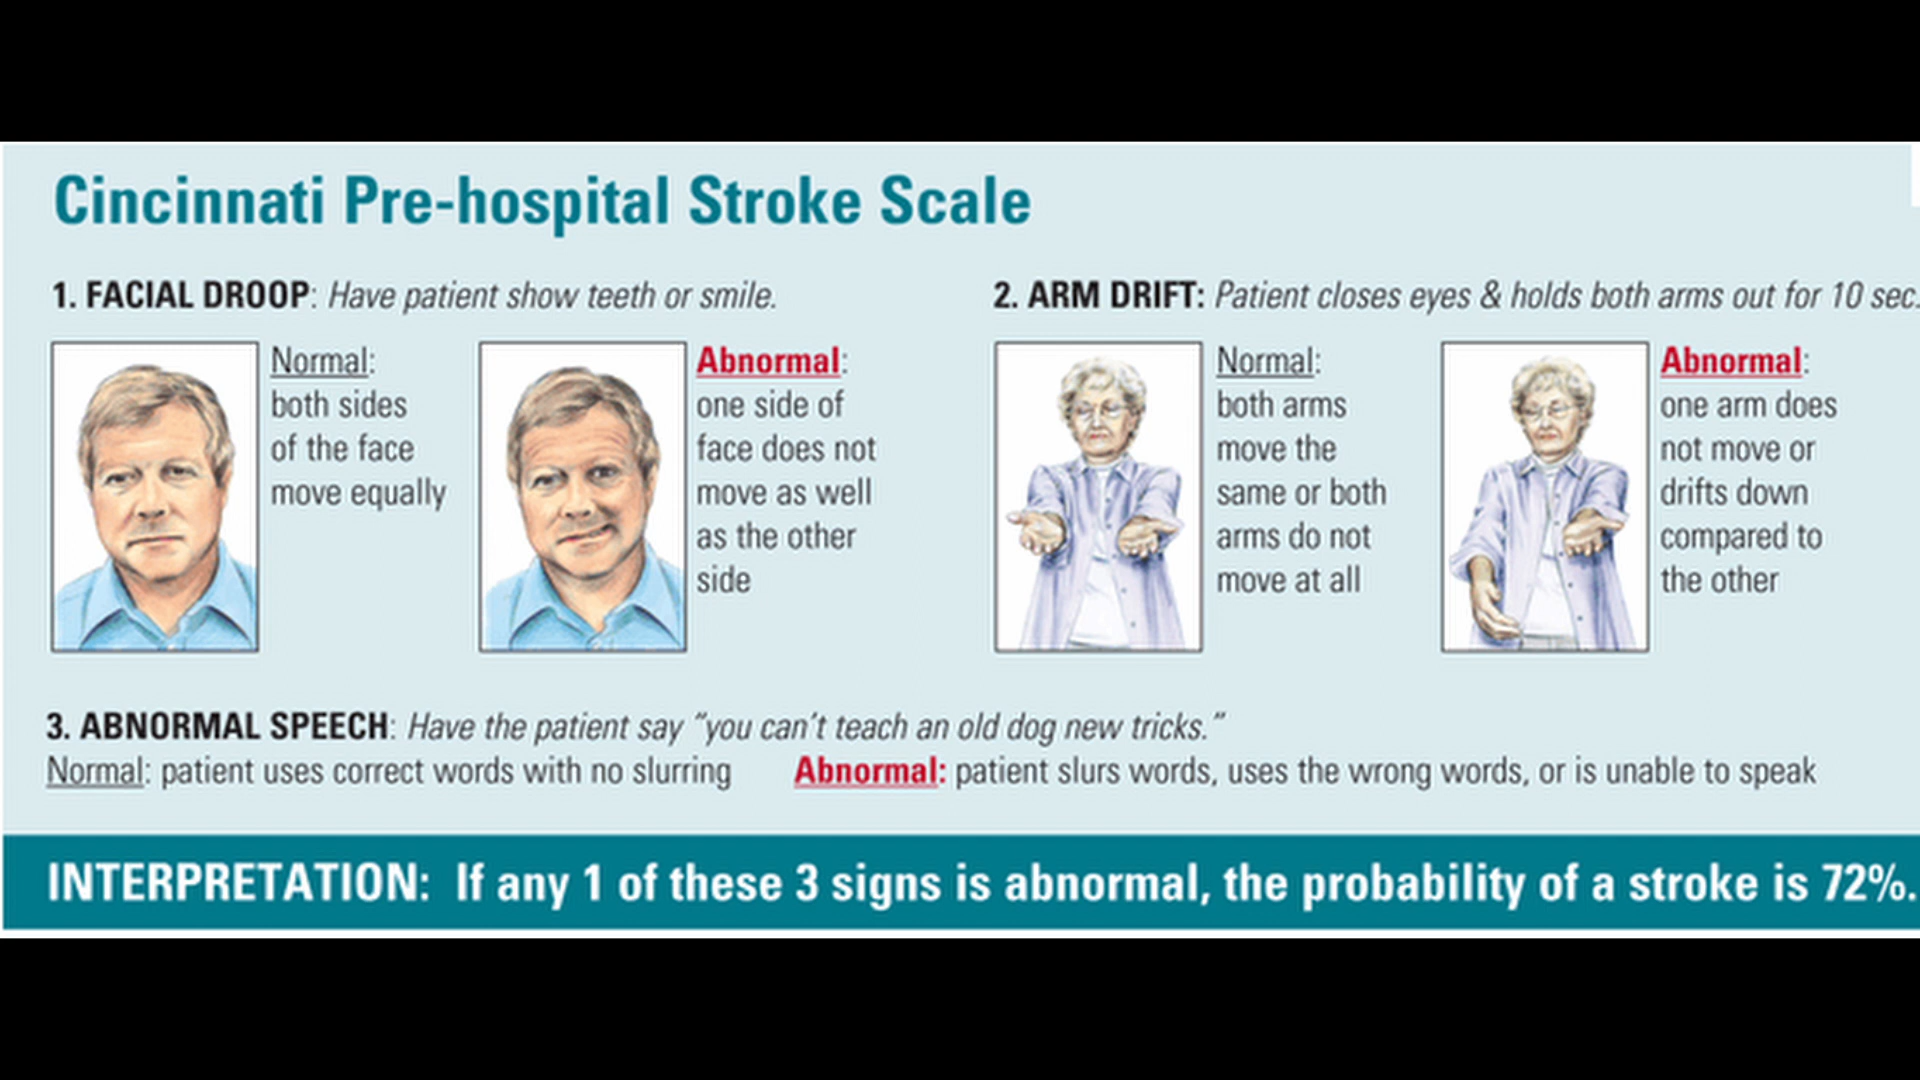 Cincinnati Pre-hospital Stroke Scale
1. FACIAL DROOP: Have patient show teeth or smile.
Normal:
both sides
of the face
move equally
Abnormal:
one side of
face does not
move as well
as the other
side
2. ARM DRIFT: Patient closes eyes & holds both arms out for 10 sec.
Normal:
both arms
move the
same or both
arms do not
move at all
Abnormal:
one arm does
not move or
drifts down
compared to
the other
3. ABNORMAL SPEECH: Have the patient say "you can't teach an old dog new tricks."
Normal: patient uses correct words with no slurring
Abnormal: patient slurs words, uses the wrong words, or is unable to speak
INTERPRETATION: If any 1 of these 3 signs is abnormal, the probability of a stroke is 72%.